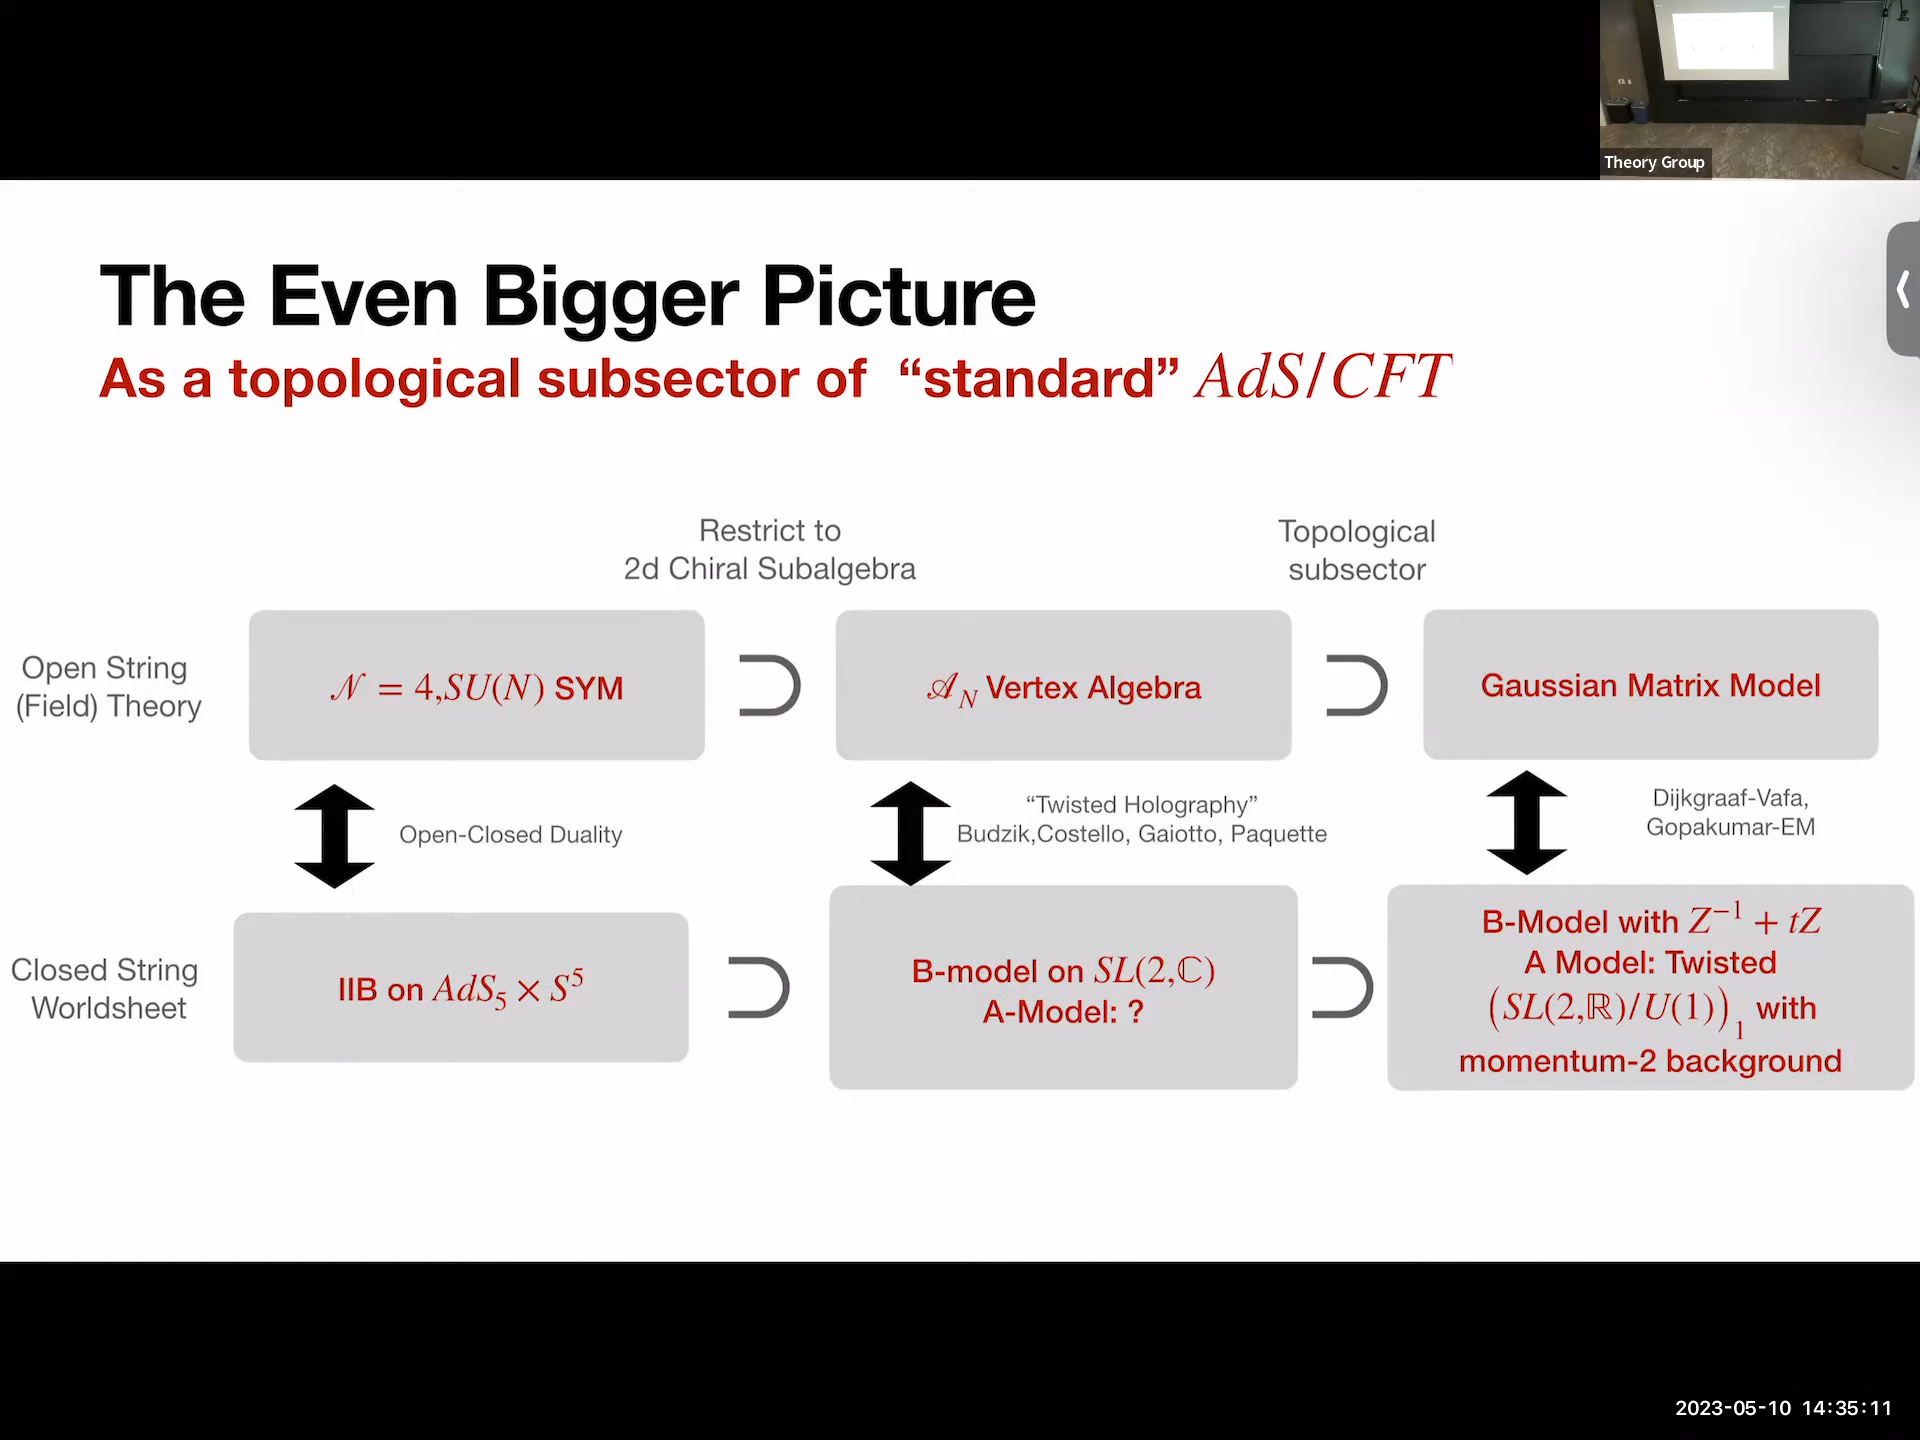 Theory Group
The Even Bigger Picture
As a topological subsector of “standard” AdS/CFT
Restrict to
2d Chiral Subalgebra
Topological
subsector
Open String
(Field) Theory
𝒩 = 4,SU(N) SYM
⊃
𝒜_N Vertex Algebra
⊃
Gaussian Matrix Model
Open-Closed Duality
“Twisted Holography”
Budzik,Costello, Gaiotto, Paquette
Dijkgraaf-Vafa,
Gopakumar-EM
Closed String
Worldsheet
IIB on AdS₅ × S⁵
⊃
B-model on SL(2,ℂ)
A-Model: ?
⊃
B-Model with Z⁻¹ + tZ
A Model: Twisted
(SL(2,ℝ)/U(1))₁ with
momentum-2 background
2023-05-10 14:35:11